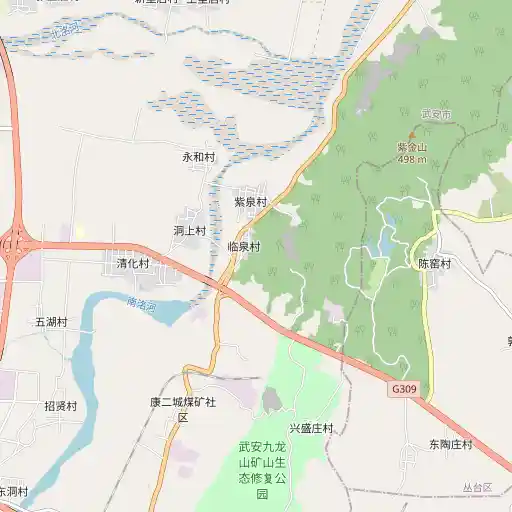 北洺河
武安市
紫金山
498 m
永和村
紫泉村
洞上村
临泉村
清化村
陈窑村
南洺河
五湖村
G309
招贤村
康二城煤矿社
区
兴盛庄村
武安九龙
山矿山生
态修复公
园
东陶庄村
东洞村
丛台区